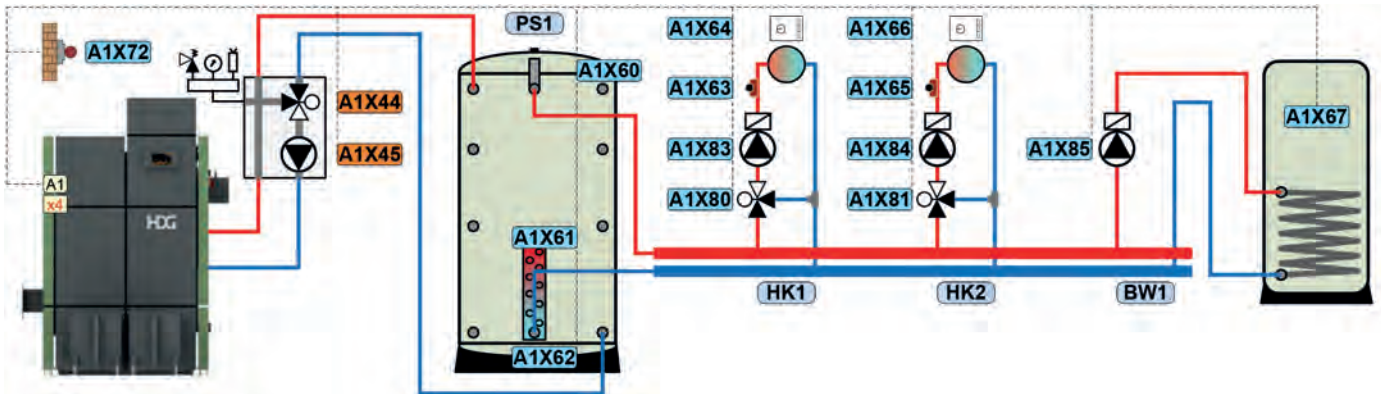 PS1
A1X64
A1X66
A1X72
A1X60
A1X63
A1X65
A1X44
A1X67
A1X45
A1X83
A1X84
A1X85
A1
x4
A1X80
A1X81
HDG
A1X61
HK1
HK2
BW1
A1X62